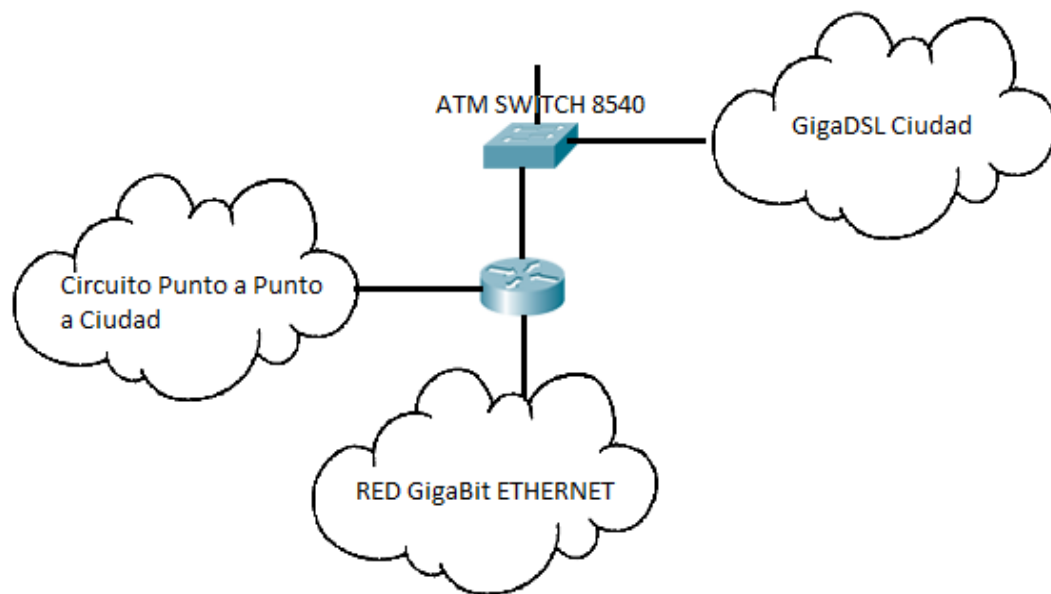 ATM SWITCH 8540
GigaDSL Ciudad
Circuito Punto a Punto
a Ciudad
RED GigaBit ETHERNET